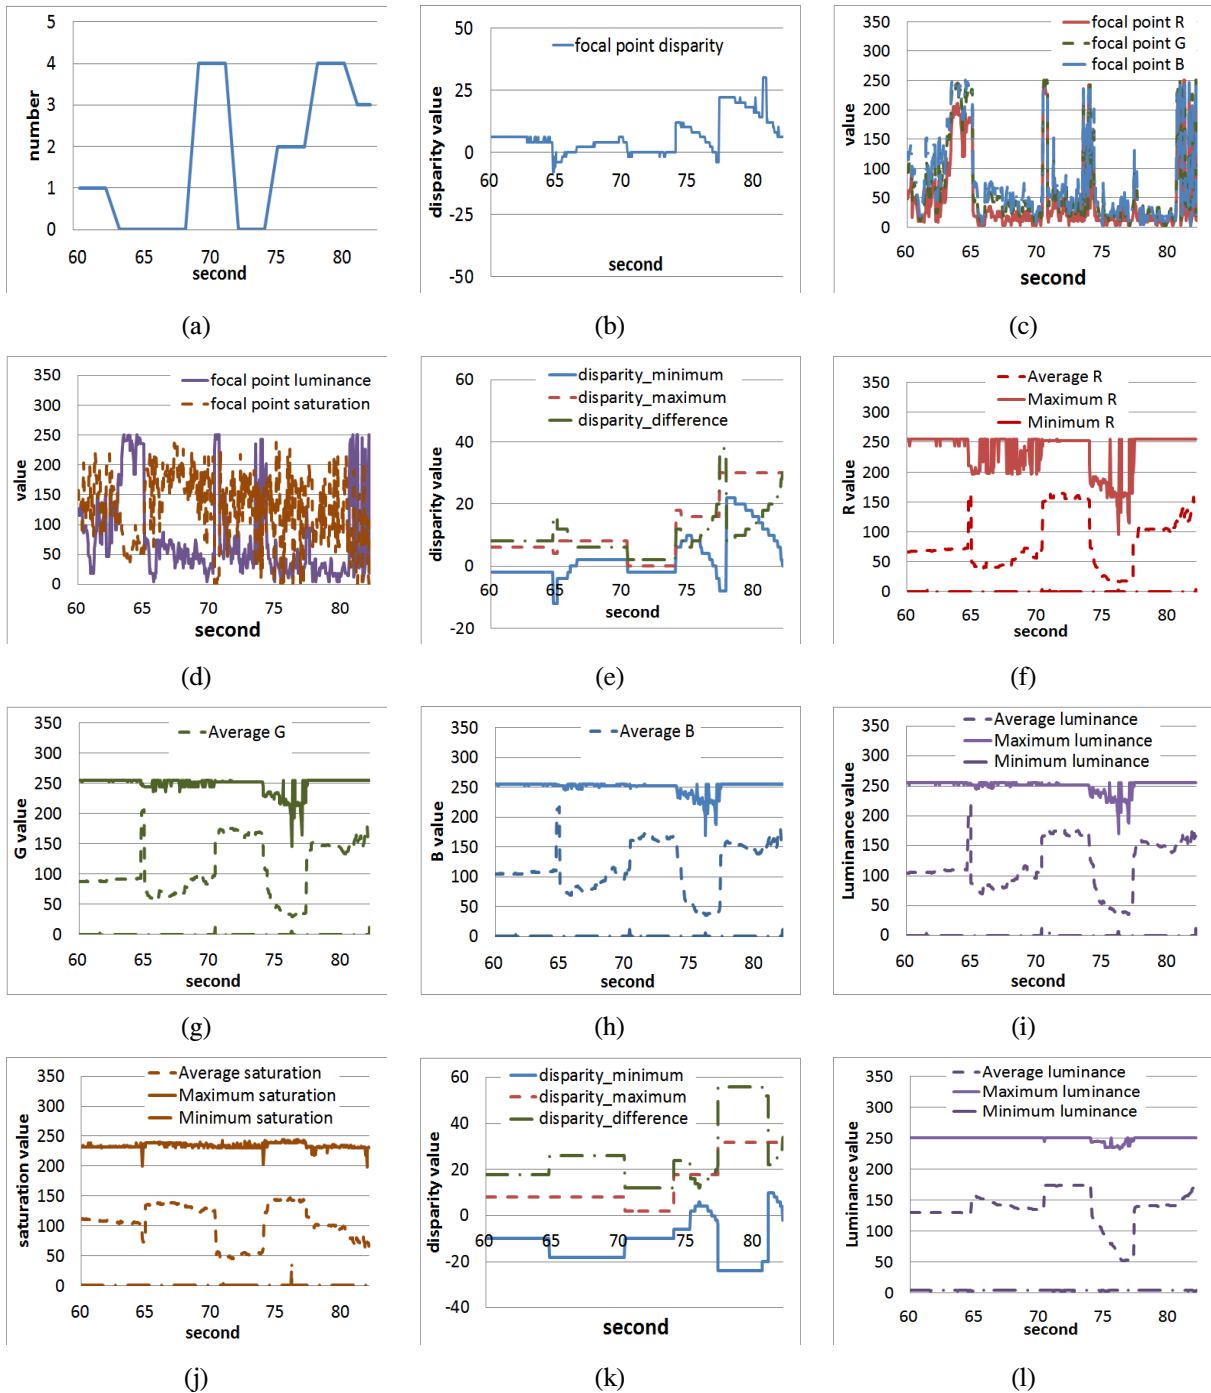 5
4
3
2
1
0
number
60 65 70 75 80
second
(a)
50
25
0
-25
-50
disparity value
focal point disparity
60 65 70 75 80
second
(b)
350
300
250
200
150
100
50
0
value
focal point R
focal point G
focal point B
60 65 70 75 80
second
(c)
350
300
250
200
150
100
50
0
value
focal point luminance
focal point saturation
60 65 70 75 80
second
(d)
60
40
20
0
-20
disparity value
disparity_minimum
disparity_maximum
disparity_difference
60 65 70 75 80
second
(e)
350
300
250
200
150
100
50
0
R value
Average R
Maximum R
Minimum R
60 65 70 75 80
second
(f)
350
300
250
200
150
100
50
0
G value
Average G
60 65 70 75 80
second
(g)
350
300
250
200
150
100
50
0
B value
Average B
60 65 70 75 80
second
(h)
350
300
250
200
150
100
50
0
Luminance value
Average luminance
Maximum luminance
Minimum luminance
60 65 70 75 80
second
(i)
350
300
250
200
150
100
50
0
saturation value
Average saturation
Maximum saturation
Minimum saturation
60 65 70 75 80
second
(j)
60
40
20
0
-20
-40
disparity value
disparity_minimum
disparity_maximum
disparity_difference
60 65 70 75 80
second
(k)
350
300
250
200
150
100
50
0
Luminance value
Average luminance
Maximum luminance
Minimum luminance
60 65 70 75 80
second
(l)